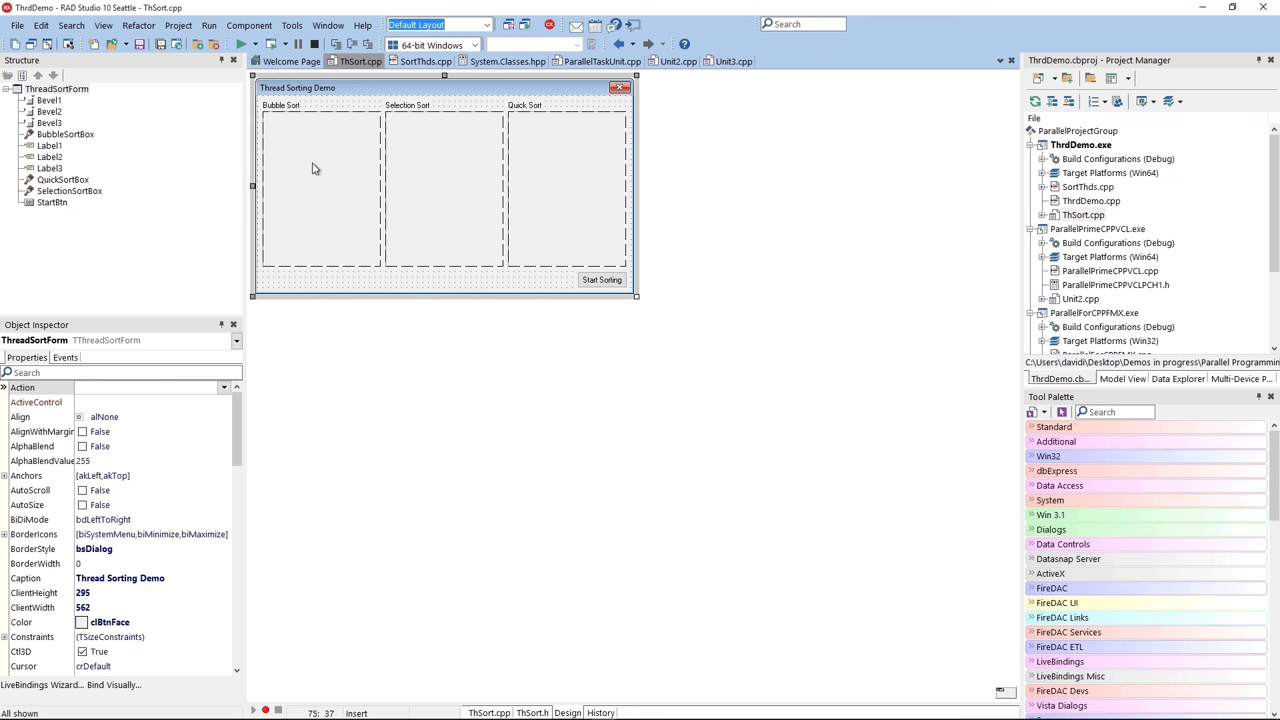 ThrdDemo - RAD Studio 10 Seattle - ThSort.cpp
File Edit Search View Refactor Project Run Component Tools Window Help
Default Layout
Search
64-bit Windows
Structure
Welcome Page ThSort.cpp SortThds.cpp System.Classes.hpp ParallelTaskUnit.cpp Unit2.cpp Unit3.cpp
ThreadSortForm
Bevel1
Bevel2
Bevel3
BubbleSortBox
Label1
Label2
Label3
QuickSortBox
SelectionSortBox
StartBtn
Thread Sorting Demo
Bubble Sort Selection Sort Quick Sort
Start Sorting
Object Inspector
ThreadSortForm TThreadSortForm
Properties Events
Search
Action
ActiveControl
Align alNone
AlignWithMargin False
AlphaBlend False
AlphaBlendValue 255
Anchors [akLeft,akTop]
AutoScroll False
AutoSize False
BiDiMode bdLeftToRight
BorderIcons [biSystemMenu,biMinimize,biMaximize]
BorderStyle bsDialog
BorderWidth 0
Caption Thread Sorting Demo
ClientHeight 295
ClientWidth 562
Color clBtnFace
Constraints (TSizeConstraints)
Ctl3D True
Cursor crDefault
LiveBindings Wizard... Bind Visually...
All shown
75: 37 Insert
ThSort.cpp ThSort.h Design History
ThrdDemo.cbproj - Project Manager
File
ParallelProjectGroup
ThrdDemo.exe
Build Configurations (Debug)
Target Platforms (Win64)
SortThds.cpp
ThrdDemo.cpp
ThSort.cpp
ParallelPrimeCPPVCL.exe
Build Configurations (Debug)
Target Platforms (Win64)
ParallelPrimeCPPVCL.cpp
ParallelPrimeCPPVCLPCH1.h
Unit2.cpp
ParallelForCPPFMX.exe
Build Configurations (Debug)
Target Platforms (Win32)
ParallelForCPPFMX.cpp
C:\Users\davidi\Desktop\Demos in progress\Parallel Programmin
ThrdDemo.cb... Model View Data Explorer Multi-Device P...
Tool Palette
Search
Standard
Additional
Win32
dbExpress
Data Access
System
Win 3.1
Dialogs
Data Controls
Datasnap Server
ActiveX
FireDAC
FireDAC UI
FireDAC Links
FireDAC Services
FireDAC ETL
LiveBindings
LiveBindings Misc
FireDAC Devs
Vista Dialogs